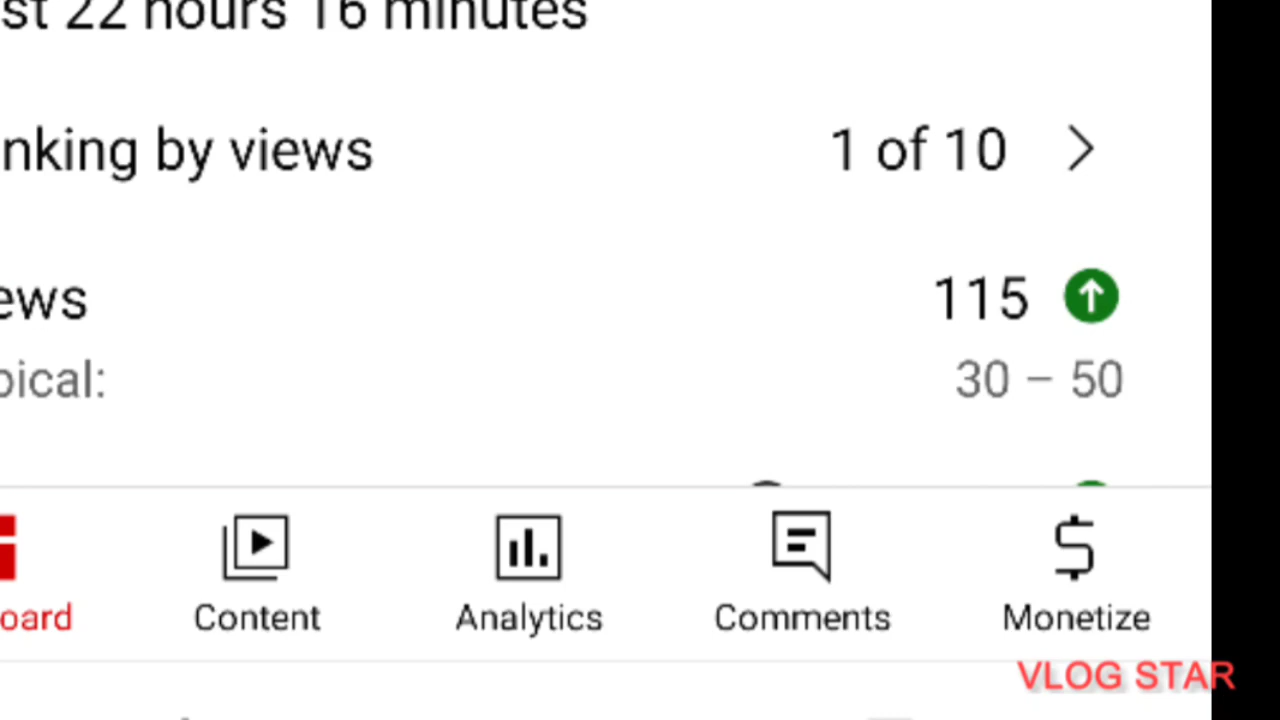 st 22 hours 16 minutes
nking by views 1 of 10
ews 115
pical: 30 – 50
oard Content Analytics Comments Monetize
VLOG STAR